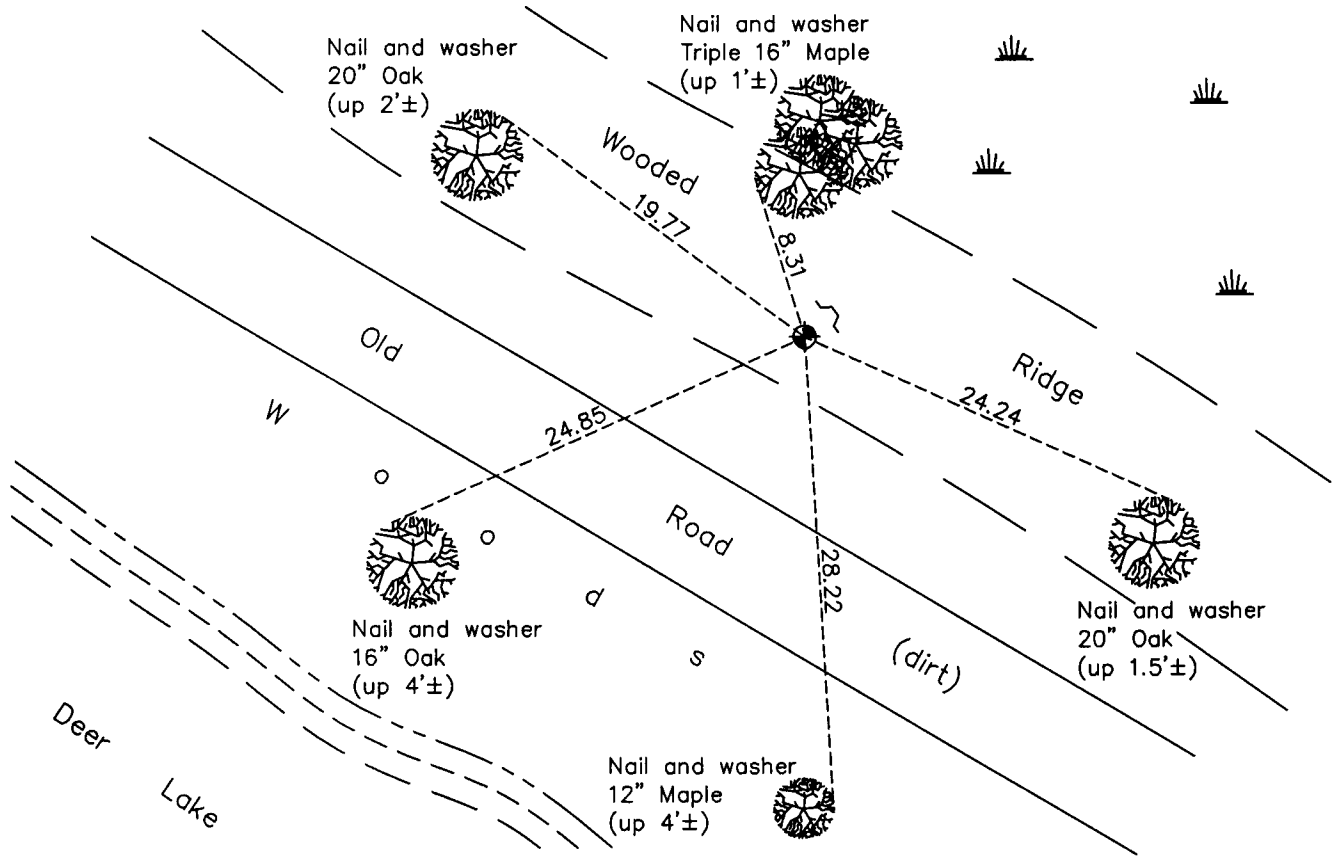 Nail and washer
20" Oak
(up 2'±)
Nail and washer
Triple 16" Maple
(up 1'±)
Wooded
19.77
8.31
Old
Ridge
24.24
24.85
W
o
o
d
s
Road
28.22
(dirt)
Nail and washer
20" Oak
(up 1.5'±)
Nail and washer
16" Oak
(up 4'±)
Deer
Lake
Nail and washer
12" Maple
(up 4'±)